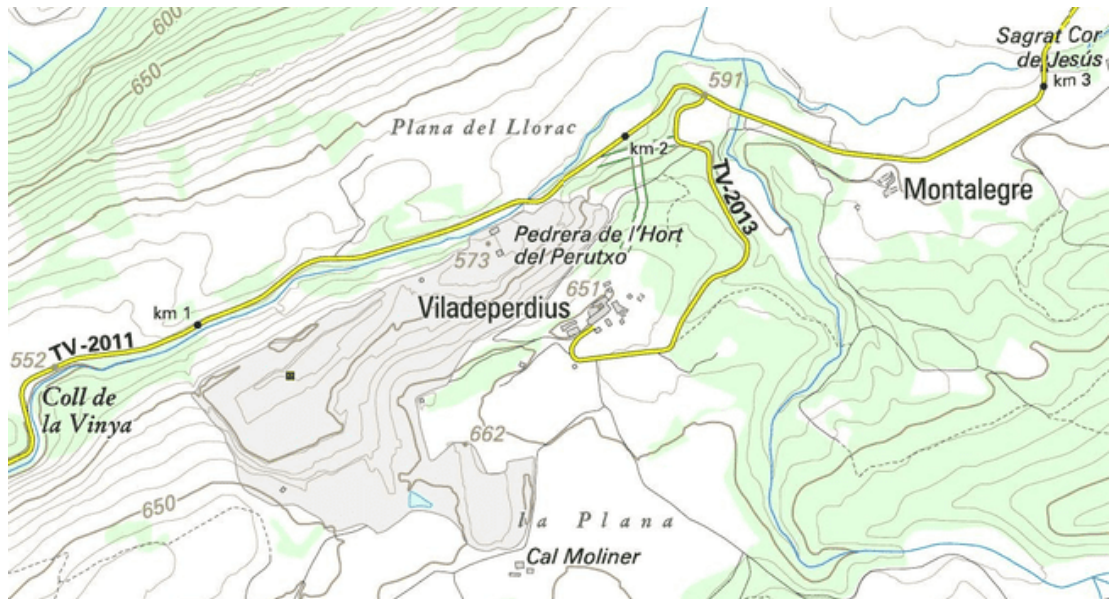 600
650
Sagrat Cor
de Jesús
km 3
591
Plana del Llorac
km 2
TV-2013
Montalegre
Pedrera de l'Hort
del Perutxo
573
651
Viladeperdius
km 1
TV-2011
552
Coll de
la Vinya
662
650
la Plana
Cal Moliner